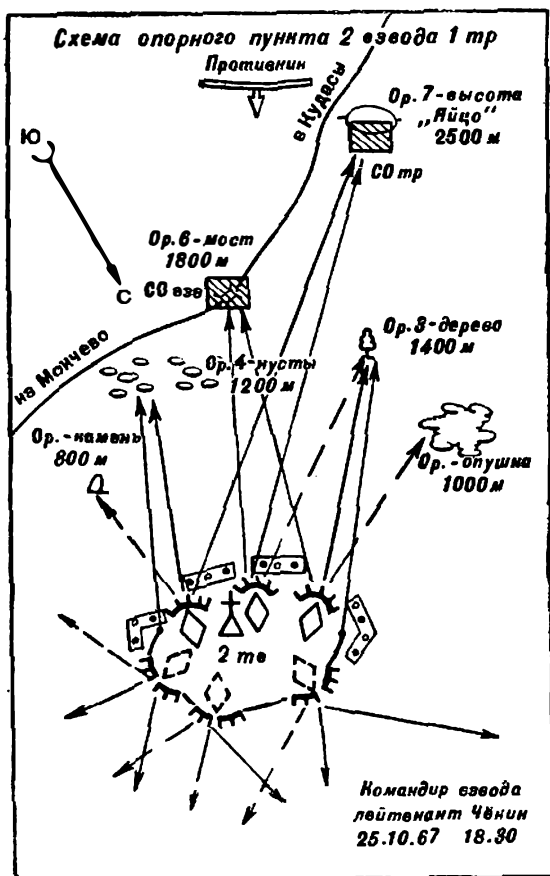 Схема опорного пункта 2 взвода 1 тр
Противник
в Кудасы
Ор. 7-высота
„Яйцо“
2500 м
СО тр
Ю
С
Ор. 6-мост
1800 м
СО взв
на Мончево
Ор. 4-кусты
1200 м
Ор. 3-дерево
1400 м
Ор.-камень
800 м
Ор.-опушка
1000 м
2 тв
Командир взвода
лейтенант Чёнин
25.10.67 18.30